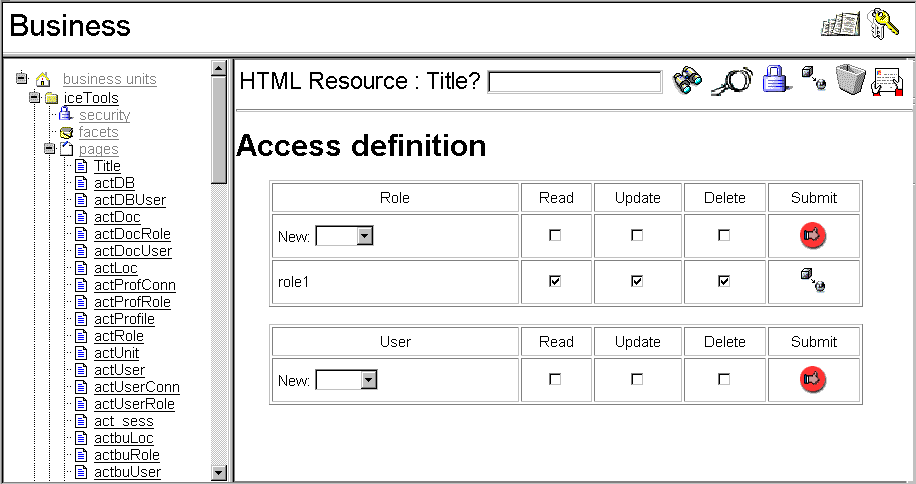 Business
business units
iceTools
security
facets
pages
Title
actDB
actDBUser
actDoc
actDocRole
actDocUser
actLoc
actProfConn
actProfRole
actProfile
actRole
actUnit
actUser
actUserConn
actUserRole
act_sess
actbuLoc
actbuRole
actbuUser
HTML Resource : Title?
Access definition
Role Read Update Delete Submit
New:
role1
User Read Update Delete Submit
New: